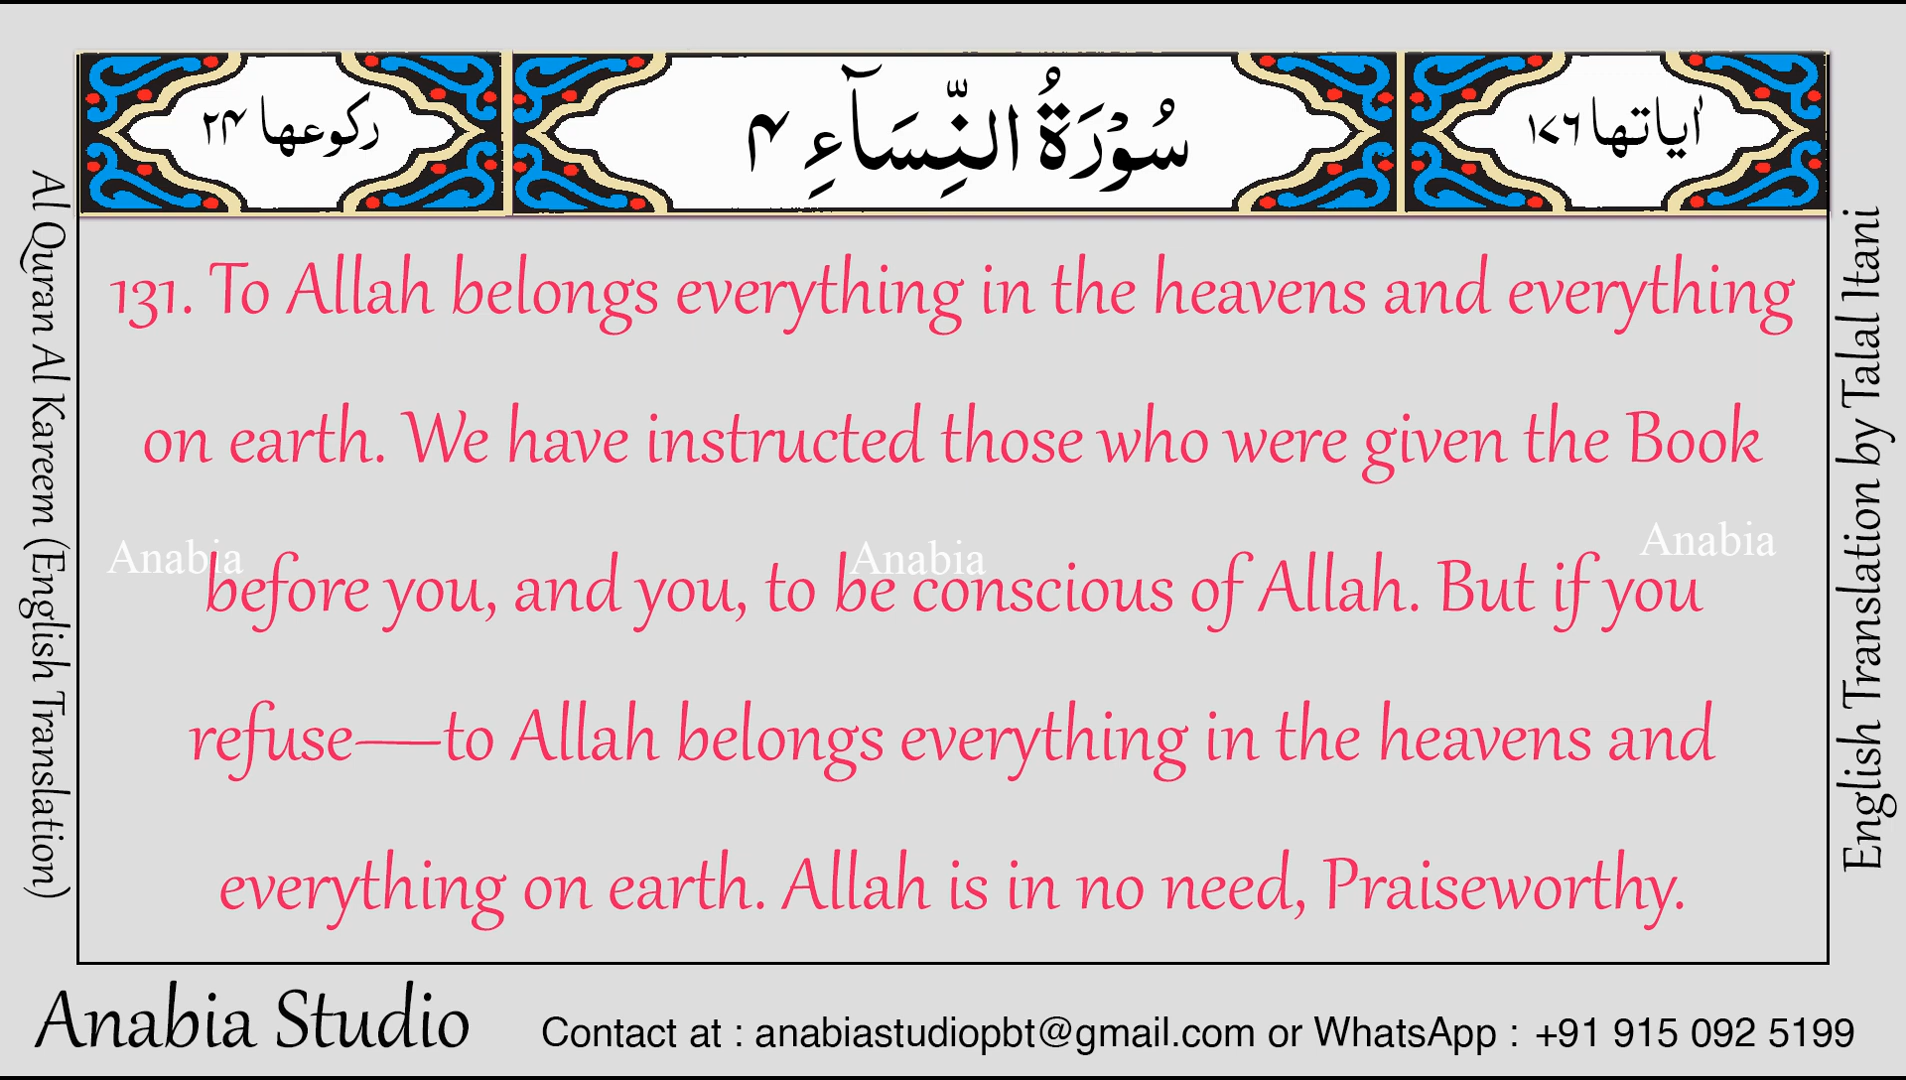 رکوعها ۲۴
سُوْرَةُ النِّسَآءِ ۴
اٰیاتها ۱۷۶
Al Quran Al Kareem (English Translation)
131. To Allah belongs everything in the heavens and everything
on earth. We have instructed those who were given the Book
before you, and you, to be conscious of Allah. But if you
refuse—to Allah belongs everything in the heavens and
everything on earth. Allah is in no need, Praiseworthy.
Anabia
Anabia
Anabia
English Translation by Talal Itani
Anabia Studio
Contact at : anabiastudiopbt@gmail.com or WhatsApp : +91 915 092 5199